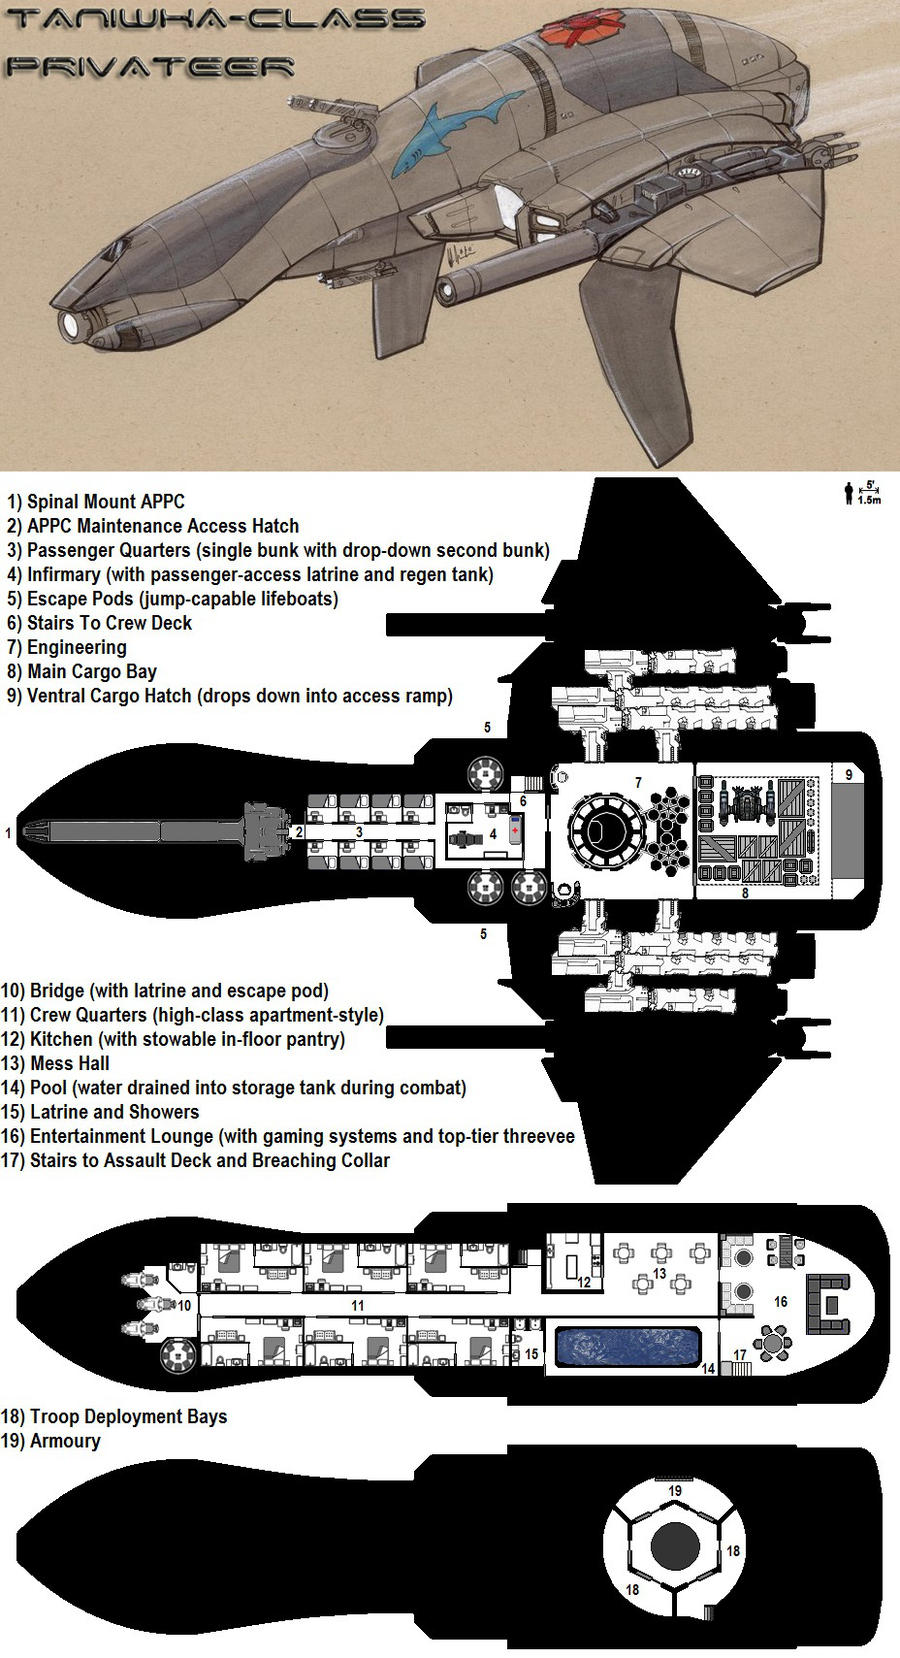 TANIWHA-CLASS
PRIVATEER
1) Spinal Mount APPC
2) APPC Maintenance Access Hatch
3) Passenger Quarters (single bunk with drop-down second bunk)
4) Infirmary (with passenger-access latrine and regen tank)
5) Escape Pods (jump-capable lifeboats)
6) Stairs To Crew Deck
7) Engineering
8) Main Cargo Bay
9) Ventral Cargo Hatch (drops down into access ramp)
5'
1.5m
5
6
7
9
1
2
3
4
8
5
10) Bridge (with latrine and escape pod)
11) Crew Quarters (high-class apartment-style)
12) Kitchen (with stowable in-floor pantry)
13) Mess Hall
14) Pool (water drained into storage tank during combat)
15) Latrine and Showers
16) Entertainment Lounge (with gaming systems and top-tier threevee
17) Stairs to Assault Deck and Breaching Collar
10
11
12
13
16
15
14
17
18) Troop Deployment Bays
19) Armoury
19
18
18